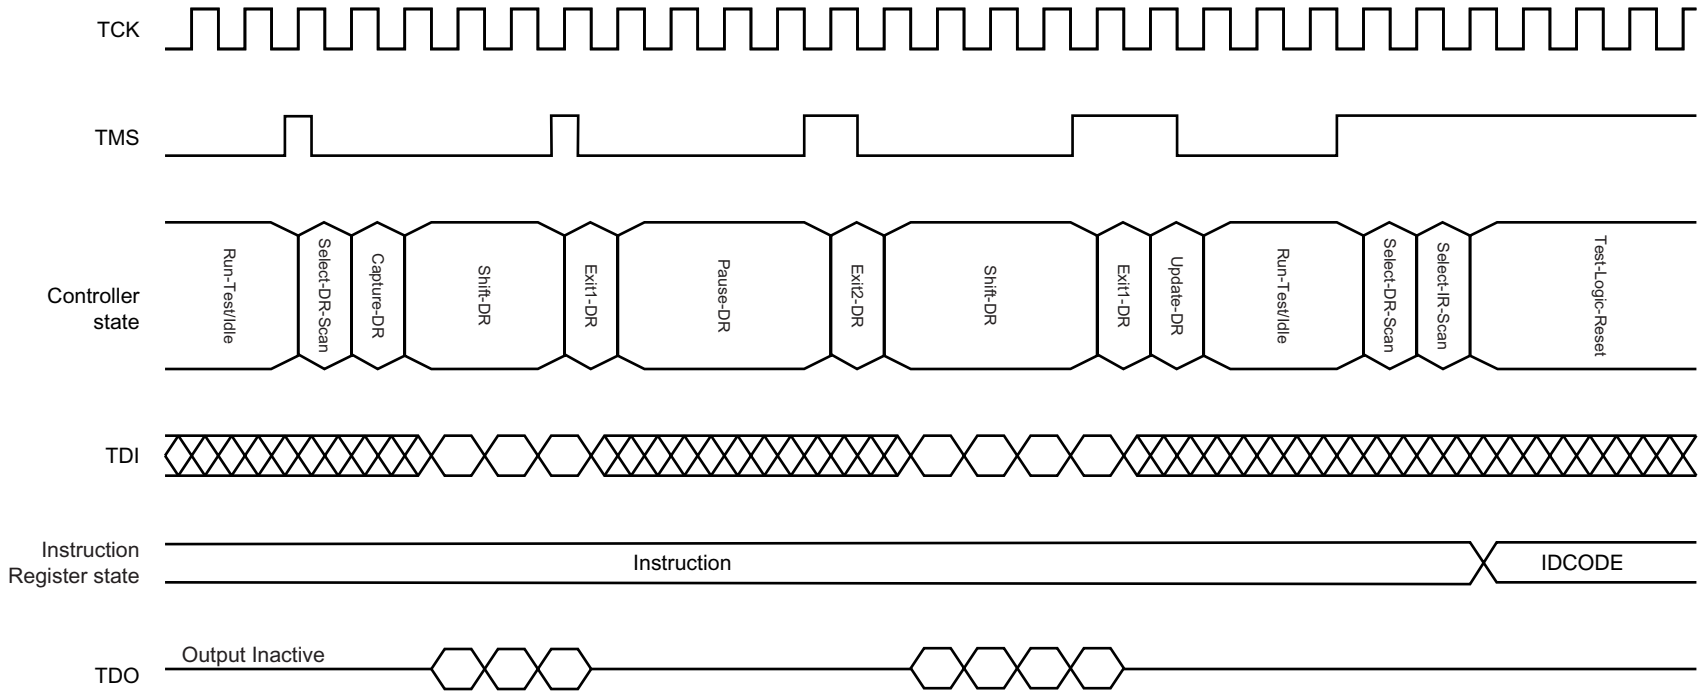 TCK
TMS
Controller
state
Run-Test/Idle
Select-DR-Scan
Capture-DR
Shift-DR
Exit1-DR
Pause-DR
Exit2-DR
Shift-DR
Exit1-DR
Update-DR
Run-Test/Idle
Select-DR-Scan
Select-IR-Scan
Test-Logic-Reset
TDI
Instruction
Register state
Instruction
IDCODE
TDO
Output Inactive